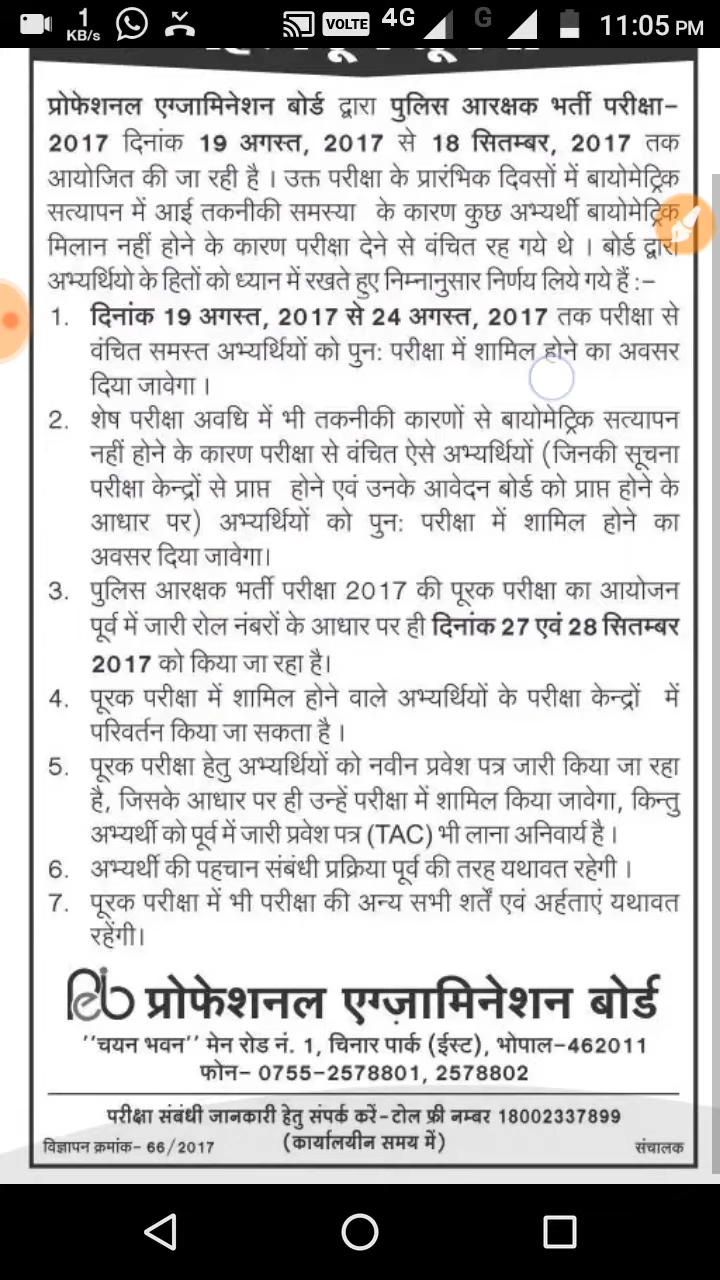 1
KB/s
VOLTE
4G
G
11:05 PM
प्रोफेशनल एग्जामिनेशन बोर्ड द्वारा पुलिस आरक्षक भर्ती परीक्षा-
2017 दिनांक 19 अगस्त, 2017 से 18 सितम्बर, 2017 तक
आयोजित की जा रही है । उक्त परीक्षा के प्रारंभिक दिवसों में बायोमेट्रिक
सत्यापन में आई तकनीकी समस्या के कारण कुछ अभ्यर्थी बायोमेट्रिक
मिलान नहीं होने के कारण परीक्षा देने से वंचित रह गये थे । बोर्ड द्वारा
अभ्यर्थियो के हितों को ध्यान में रखते हुए निम्नानुसार निर्णय लिये गये हैं :-
1. दिनांक 19 अगस्त, 2017 से 24 अगस्त, 2017 तक परीक्षा से
वंचित समस्त अभ्यर्थियों को पुन: परीक्षा में शामिल होने का अवसर
दिया जावेगा ।
2. शेष परीक्षा अवधि में भी तकनीकी कारणों से बायोमेट्रिक सत्यापन
नहीं होने के कारण परीक्षा से वंचित ऐसे अभ्यर्थियों (जिनकी सूचना
परीक्षा केन्द्रों से प्राप्त होने एवं उनके आवेदन बोर्ड को प्राप्त होने के
आधार पर) अभ्यर्थियों को पुन: परीक्षा में शामिल होने का
अवसर दिया जावेगा।
3. पुलिस आरक्षक भर्ती परीक्षा 2017 की पूरक परीक्षा का आयोजन
पूर्व में जारी रोल नंबरों के आधार पर ही दिनांक 27 एवं 28 सितम्बर
2017 को किया जा रहा है।
4. पूरक परीक्षा में शामिल होने वाले अभ्यर्थियों के परीक्षा केन्द्रों में
परिवर्तन किया जा सकता है ।
5. पूरक परीक्षा हेतु अभ्यर्थियों को नवीन प्रवेश पत्र जारी किया जा रहा
है, जिसके आधार पर ही उन्हें परीक्षा में शामिल किया जावेगा, किन्तु
अभ्यर्थी को पूर्व में जारी प्रवेश पत्र (TAC) भी लाना अनिवार्य है ।
6. अभ्यर्थी की पहचान संबंधी प्रक्रिया पूर्व की तरह यथावत रहेगी ।
7. पूरक परीक्षा में भी परीक्षा की अन्य सभी शर्तें एवं अर्हताएं यथावत
रहेंगी।
Peb प्रोफेशनल एग्ज़ामिनेशन बोर्ड
''चयन भवन'' मेन रोड नं. 1, चिनार पार्क (ईस्ट), भोपाल-462011
फोन- 0755-2578801, 2578802
परीक्षा संबंधी जानकारी हेतु संपर्क करें-टोल फ्री नम्बर 18002337899
(कार्यालयीन समय में)
विज्ञापन क्रमांक- 66/2017
संचालक